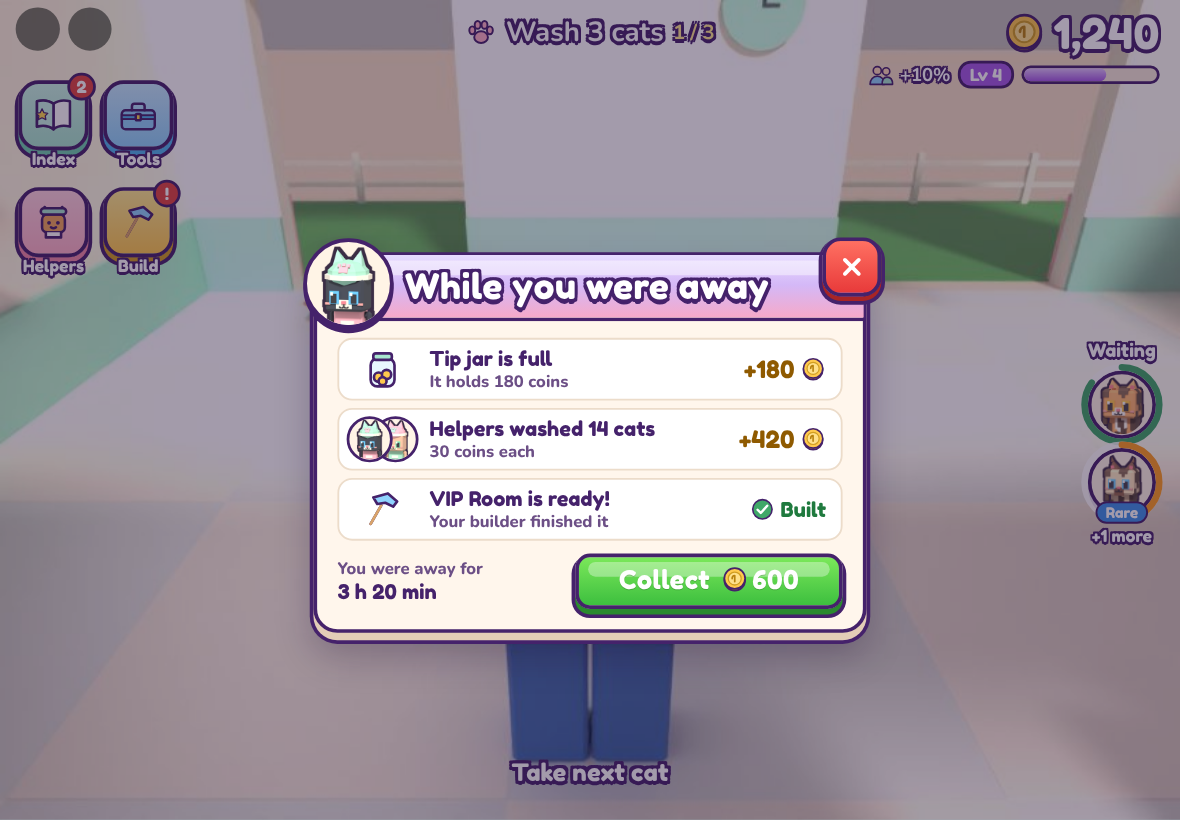 Wash 3 cats 1/3
1,240
+10% Lv 4
2
Index
Tools
!
Helpers
Build
While you were away
Tip jar is full
It holds 180 coins
+180
Helpers washed 14 cats
30 coins each
+420
VIP Room is ready!
Your builder finished it
Built
You were away for
3 h 20 min
Collect 600
Waiting
Rare
+1 more
Take next cat